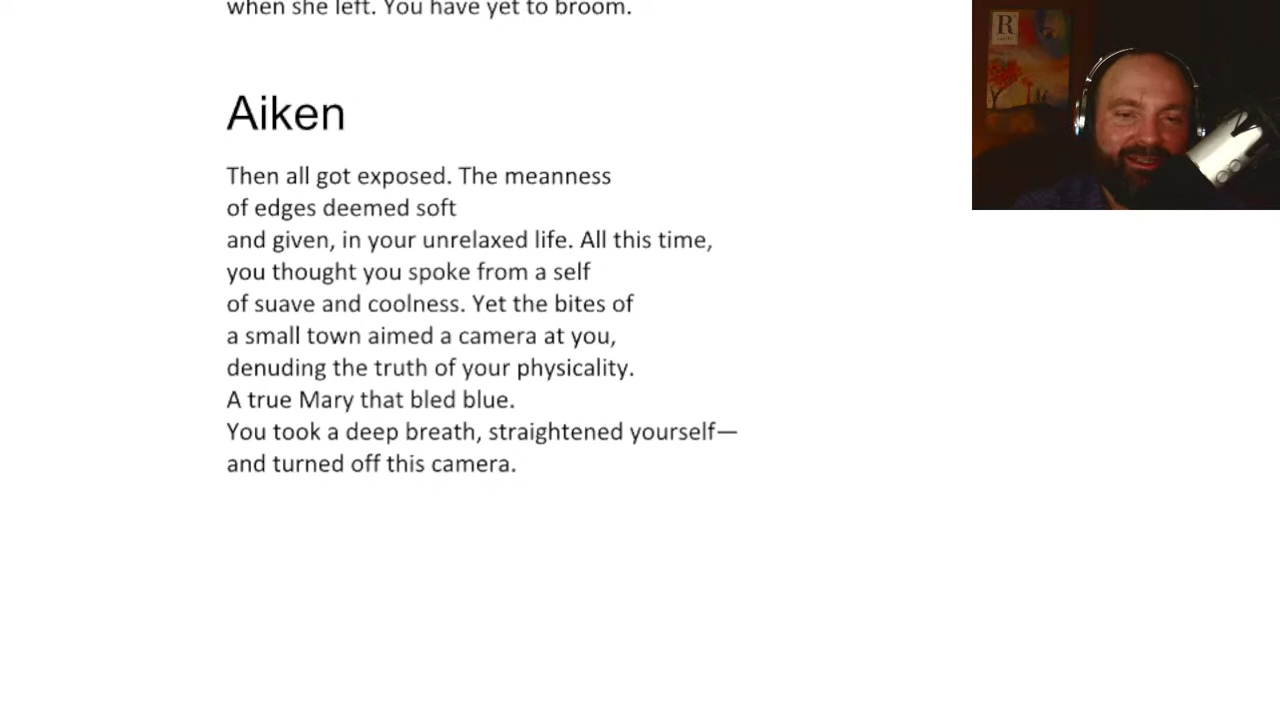 when she left. You have yet to broom.
Aiken
Then all got exposed. The meanness
of edges deemed soft
and given, in your unrelaxed life. All this time,
you thought you spoke from a self
of suave and coolness. Yet the bites of
a small town aimed a camera at you,
denuding the truth of your physicality.
A true Mary that bled blue.
You took a deep breath, straightened yourself—
and turned off this camera.
R